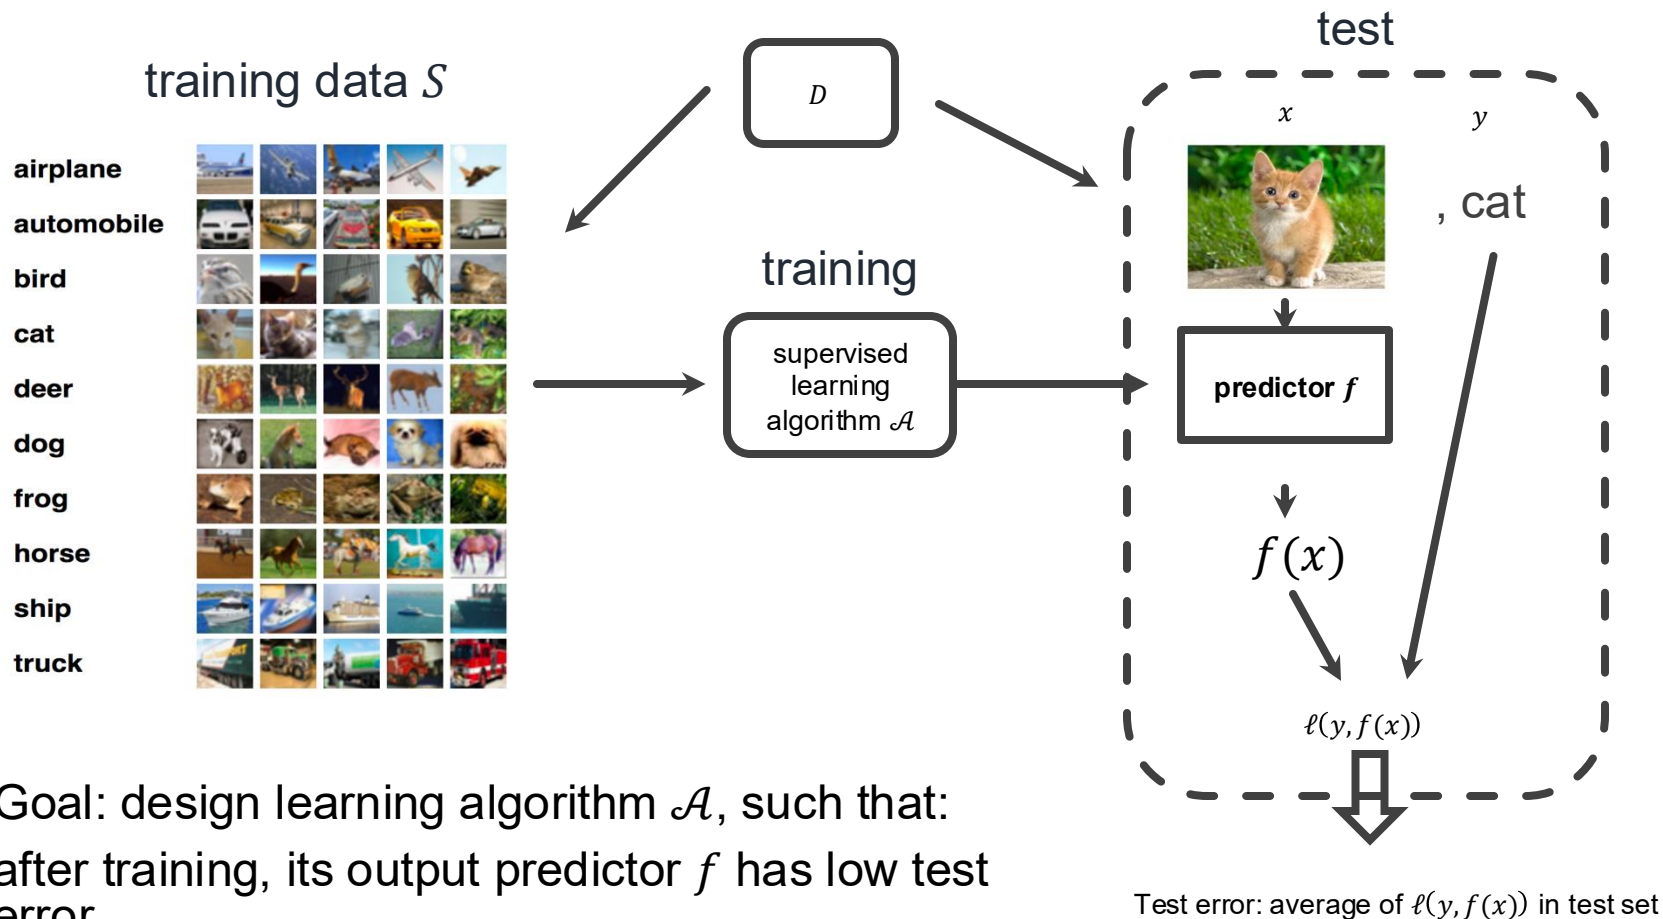 training data S
airplane
automobile
bird
cat
deer
dog
frog
horse
ship
truck
D
training
supervised
learning
algorithm 𝒜
test
x
y
, cat
predictor f
f(x)
ℓ(y, f(x))
Goal: design learning algorithm 𝒜, such that:
after training, its output predictor f has low test
error
Test error: average of ℓ(y, f(x)) in test set